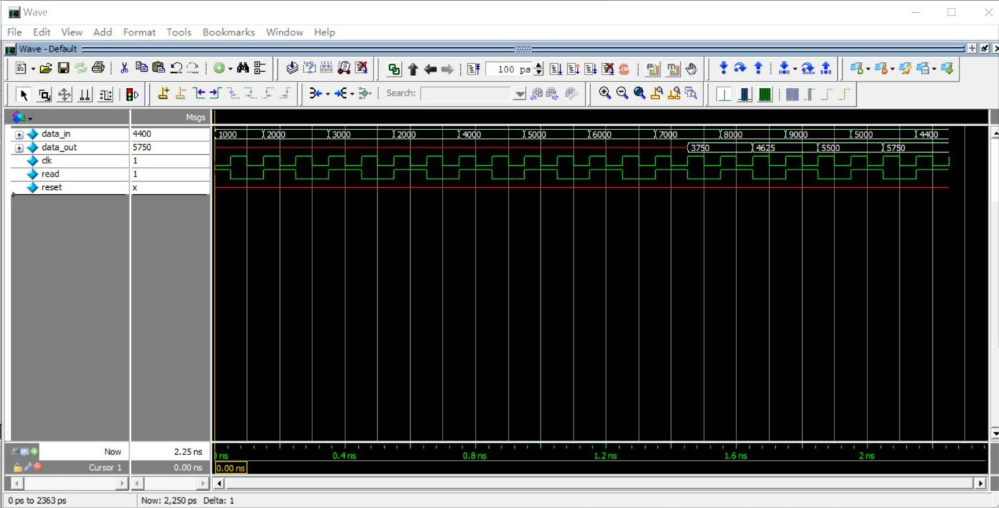 Wave
File Edit View Add Format Tools Bookmarks Window Help
Wave - Default
100 ps
Search:
Msgs
data_in 4400 1000 2000 3000 2000 4000 5000 6000 7000 8000 9000 5000 4400
data_out 5750 3750 4625 5500 5750
clk 1
read 1
reset x
Now 2.25 ns ns 0.4 ns 0.8 ns 1.2 ns 1.6 ns 2 ns
Cursor 1 0.00 ns 0.00 ns
0 ps to 2363 ps Now: 2,250 ps Delta: 1